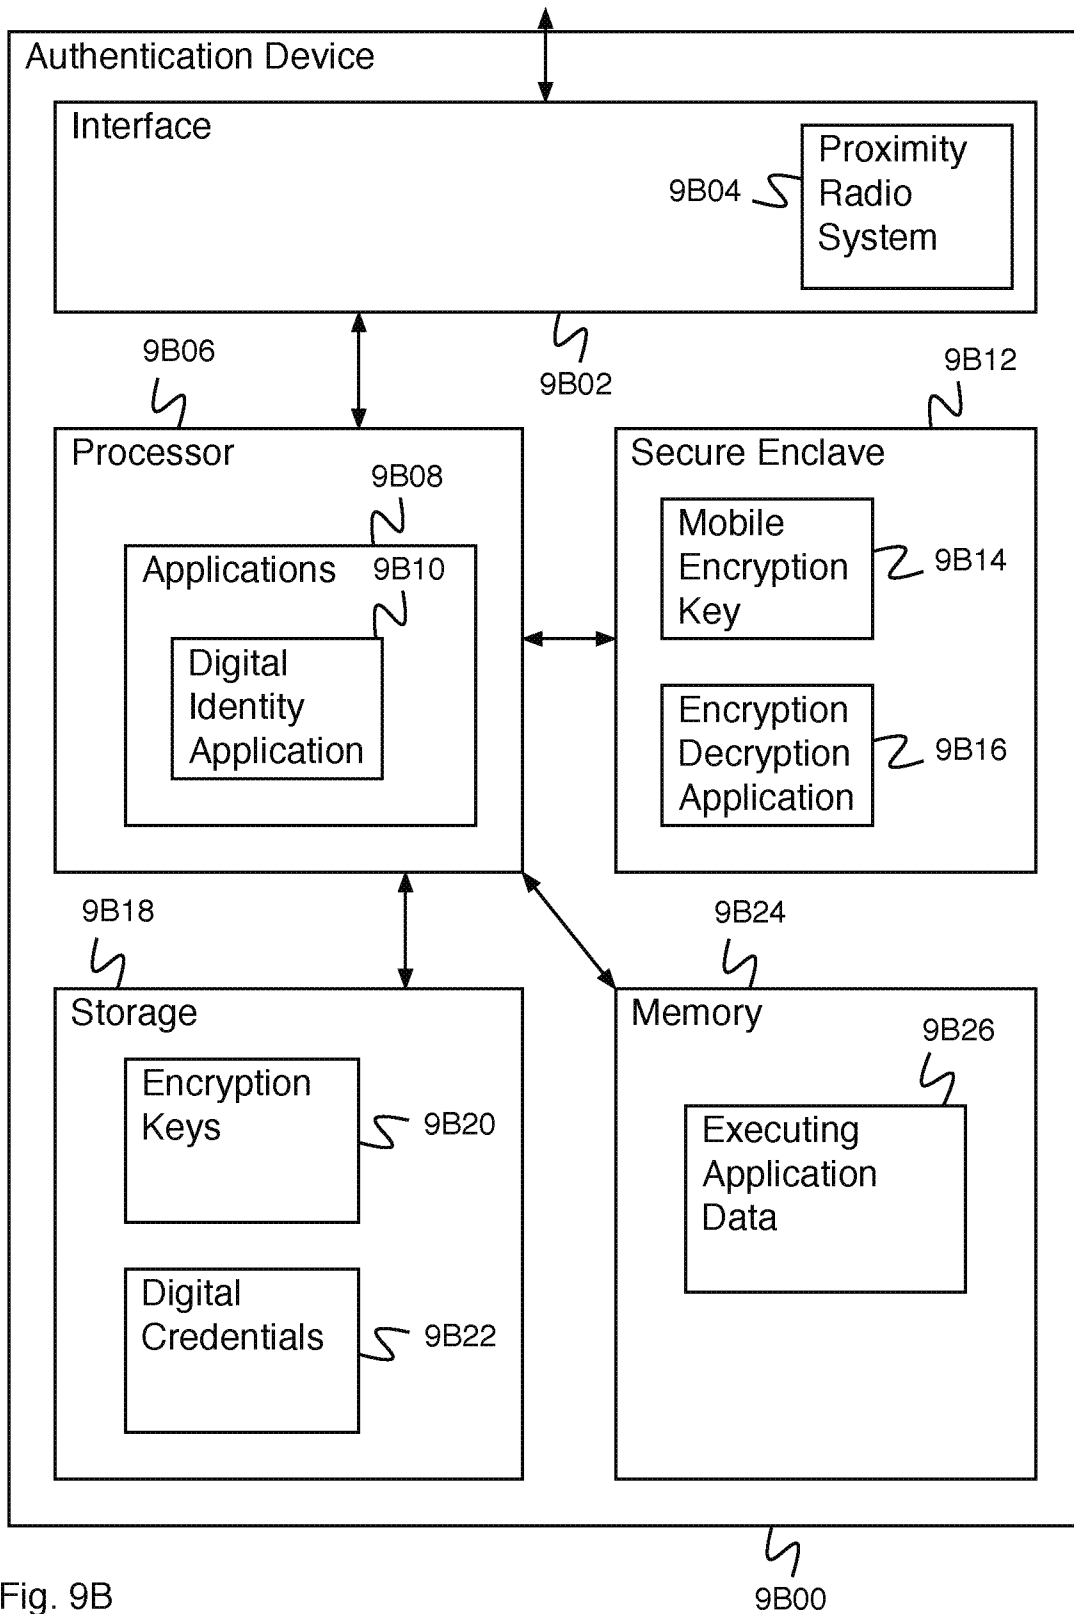 Authentication Device
Interface
Proximity
Radio
System
9B04
9B06
9B02
9B12
Processor
9B08
Applications
9B10
Digital
Identity
Application
Secure Enclave
Mobile
Encryption
Key
9B14
Encryption
Decryption
Application
9B16
9B18
9B24
Storage
Encryption
Keys
9B20
Digital
Credentials
9B22
Memory
9B26
Executing
Application
Data
Fig. 9B
9B00